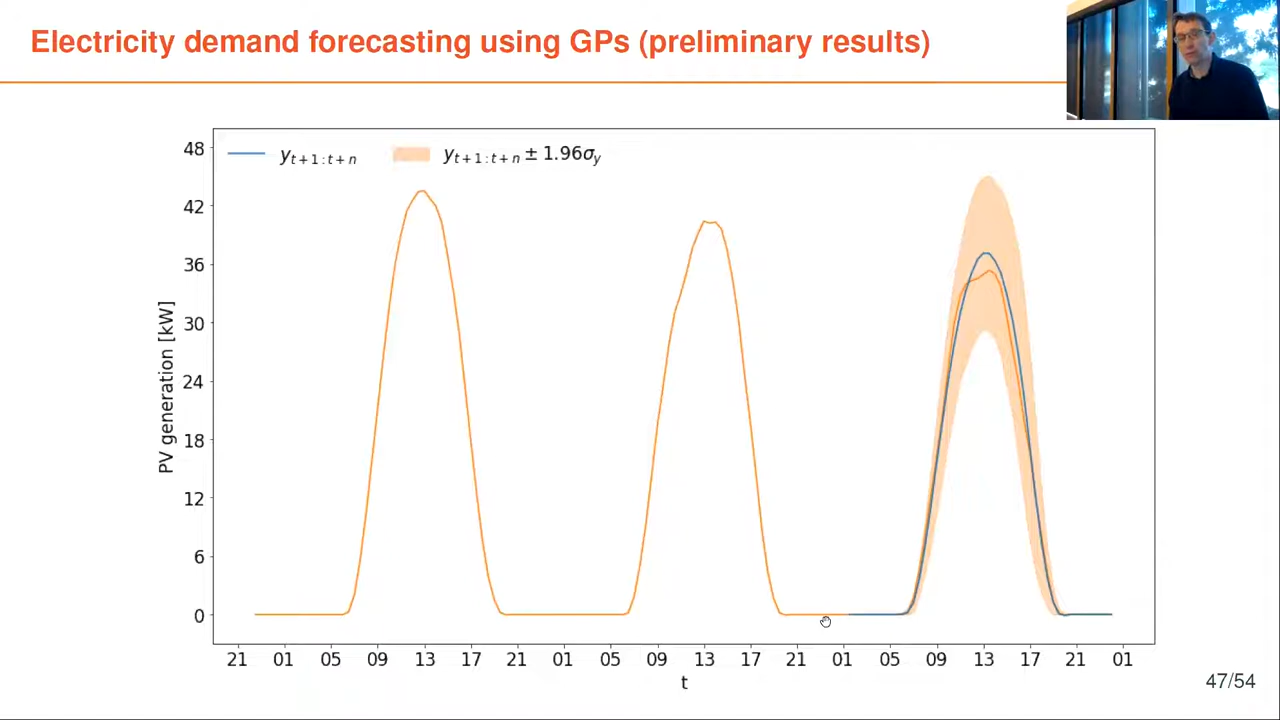 Electricity demand forecasting using GPs (preliminary results)
y_{t+1:t+n}
y_{t+1:t+n} ± 1.96σ_y
48
42
36
30
24
18
12
6
0
PV generation [kW]
21 01 05 09 13 17 21 01 05 09 13 17 21 01 05 09 13 17 21 01
t
47/54